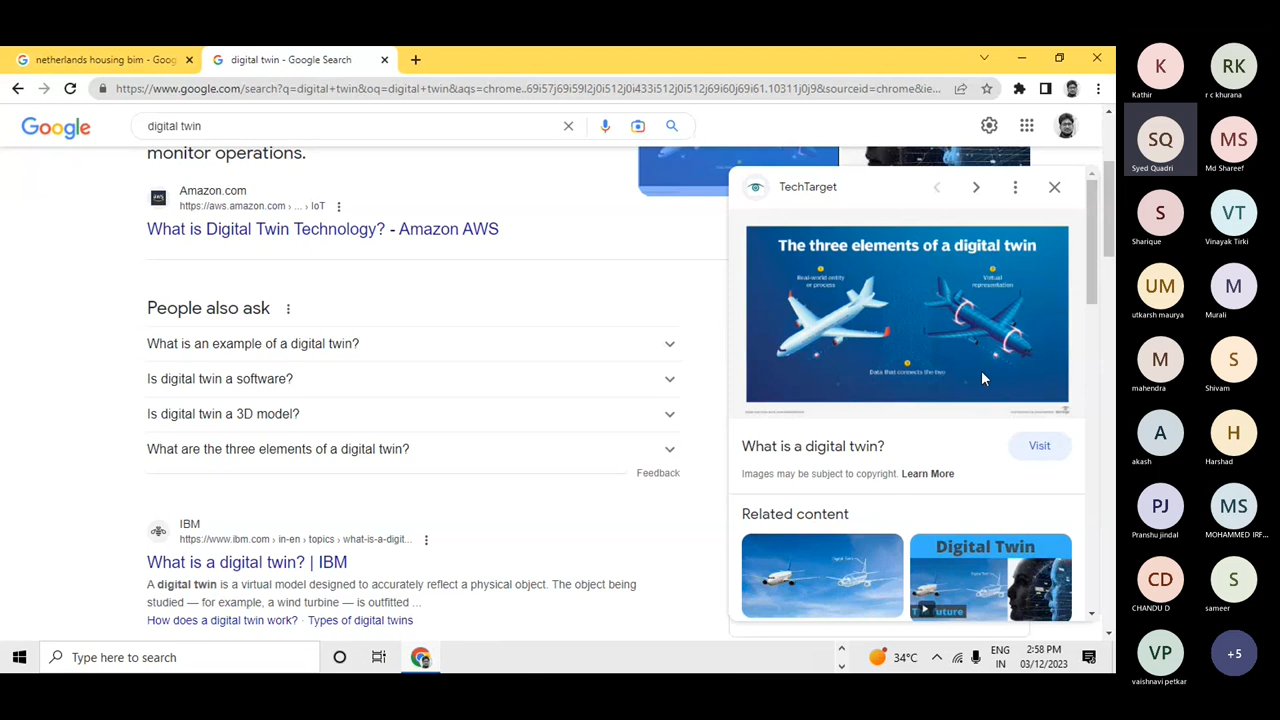 netherlands housing bim - Goog
digital twin - Google Search
https://www.google.com/search?q=digital+twin&oq=digital+twin&aqs=chrome..69i57j69i59l2j0i512j0i433i512j0i512j69i60j69i61.10311j0j9&sourceid=chrome&ie...
Google
digital twin
monitor operations.
Amazon.com
https://aws.amazon.com › ... › IoT
What is Digital Twin Technology? - Amazon AWS
People also ask
What is an example of a digital twin?
Is digital twin a software?
Is digital twin a 3D model?
What are the three elements of a digital twin?
Feedback
IBM
https://www.ibm.com › in-en › topics › what-is-a-digit...
What is a digital twin? | IBM
A digital twin is a virtual model designed to accurately reflect a physical object. The object being
studied — for example, a wind turbine — is outfitted ...
How does a digital twin work? · Types of digital twins
TechTarget
The three elements of a digital twin
Real-world entity
or process
Virtual
representation
Data that connects the two
What is a digital twin?
Visit
Images may be subject to copyright. Learn More
Related content
Digital Twin
The Future
Type here to search
34°C
ENG
IN
2:58 PM
03/12/2023
K
Kathir
RK
r c khurana
SQ
Syed Quadri
MS
Md Shareef
S
Sharique
VT
Vinayak Tirki
UM
utkarsh maurya
M
Murali
M
mahendra
S
Shivam
A
akash
H
Harshad
PJ
Pranshu jindal
MS
MOHAMMED IRF...
CD
CHANDU D
S
sameer
VP
vaishnavi petkar
+5